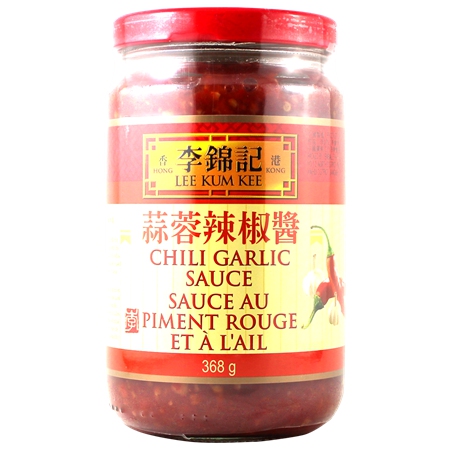 香 李錦記 港
HONG KONG
LEE KUM KEE
蒜蓉辣椒醬
CHILI GARLIC
SAUCE
SAUCE AU
PIMENT ROUGE
ET À L'AIL
368 g